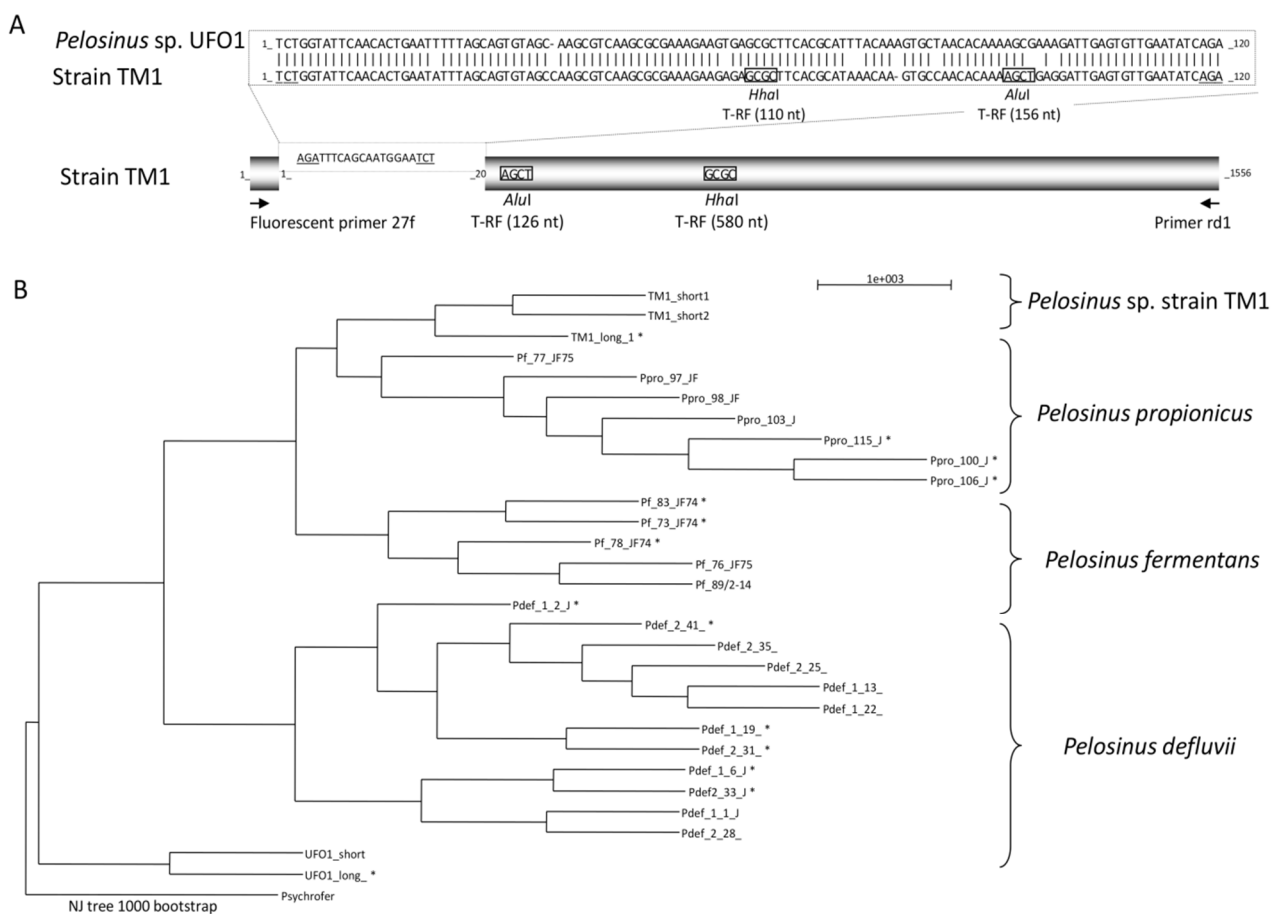 A
Pelosinus sp. UFO1
1_ TCTGGTATTCAACACTGAATTTTTAGCAGTGTAGC-AAGCGTCAAGCGCGAAAGAAGTGAGCGCTTCACGCATTTACAAAGTGCTAACACAAAAGCGAAAGATTGAGTGTTGAATATCAGA _120
Strain TM1
1_ TCTGGTATTCAACACTGAATATTTAGCAGTGTAGCCAAGCGTCAAGCGCGAAAGAAGAGAGCGCTTCACGCATAAACAA-GTGCCAACACAAAAGCTGAGGATTGAGTGTTGAATATCAGA _120
HhaI AluI
T-RF (110 nt) T-RF (156 nt)
AGATTTCAGCAATGGAATCT
Strain TM1 1_ 1_ _20 AGCT GCGC _1556
AluI HhaI
Fluorescent primer 27f T-RF (126 nt) T-RF (580 nt) Primer rd1
B
1e+003
TM1_short1
TM1_short2
TM1_long_1 *
Pelosinus sp. strain TM1
Pf_77_JF75
Ppro_97_JF
Ppro_98_JF
Ppro_103_J
Ppro_115_J *
Ppro_100_J *
Ppro_106_J *
Pelosinus propionicus
Pf_83_JF74 *
Pf_73_JF74 *
Pf_78_JF74 *
Pf_76_JF75
Pf_89/2-14
Pelosinus fermentans
Pdef_1_2_J *
Pdef_2_41_ *
Pdef_2_35_
Pdef_2_25_
Pdef_1_13_
Pdef_1_22_
Pdef_1_19_ *
Pdef_2_31_ *
Pdef_1_6_J *
Pdef2_33_J *
Pdef_1_1_J
Pdef_2_28_
Pelosinus defluvii
UFO1_short
UFO1_long_ *
Psychrofer
NJ tree 1000 bootstrap